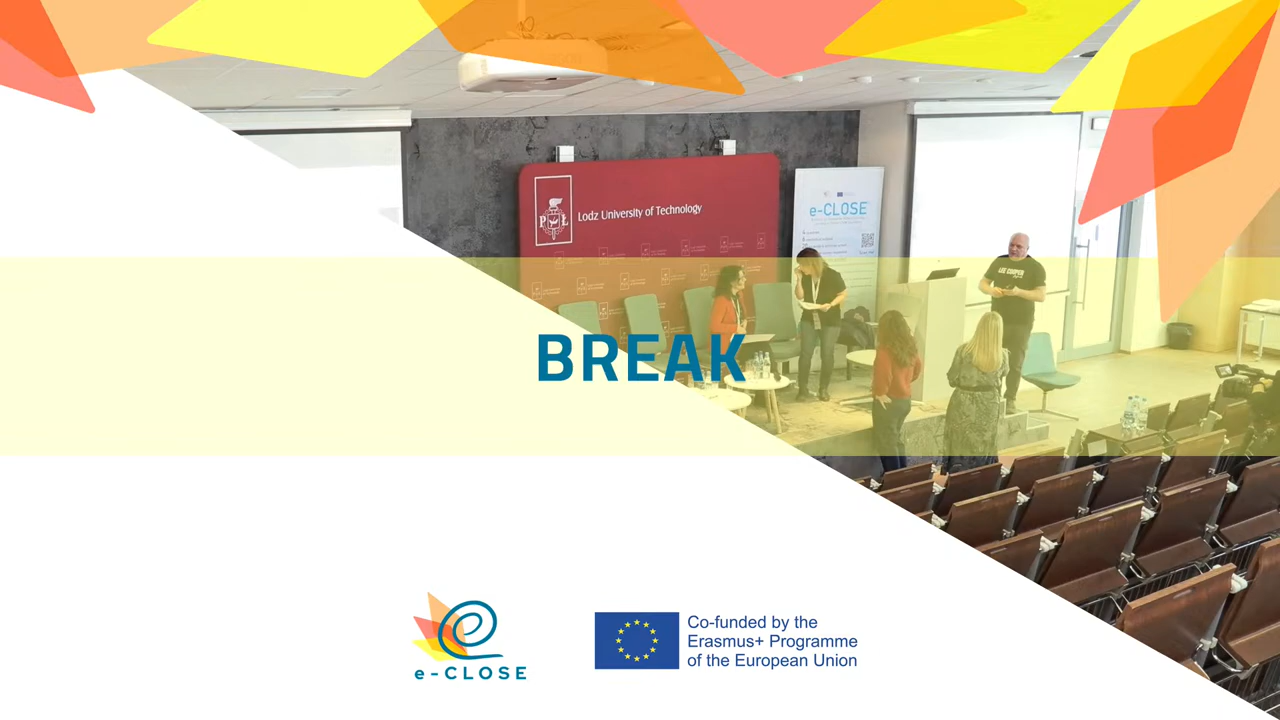 P Ł
Lodz University of Technology
e-CLOSE
LEE COOPER
BREAK
e-CLOSE
Co-funded by the
Erasmus+ Programme
of the European Union